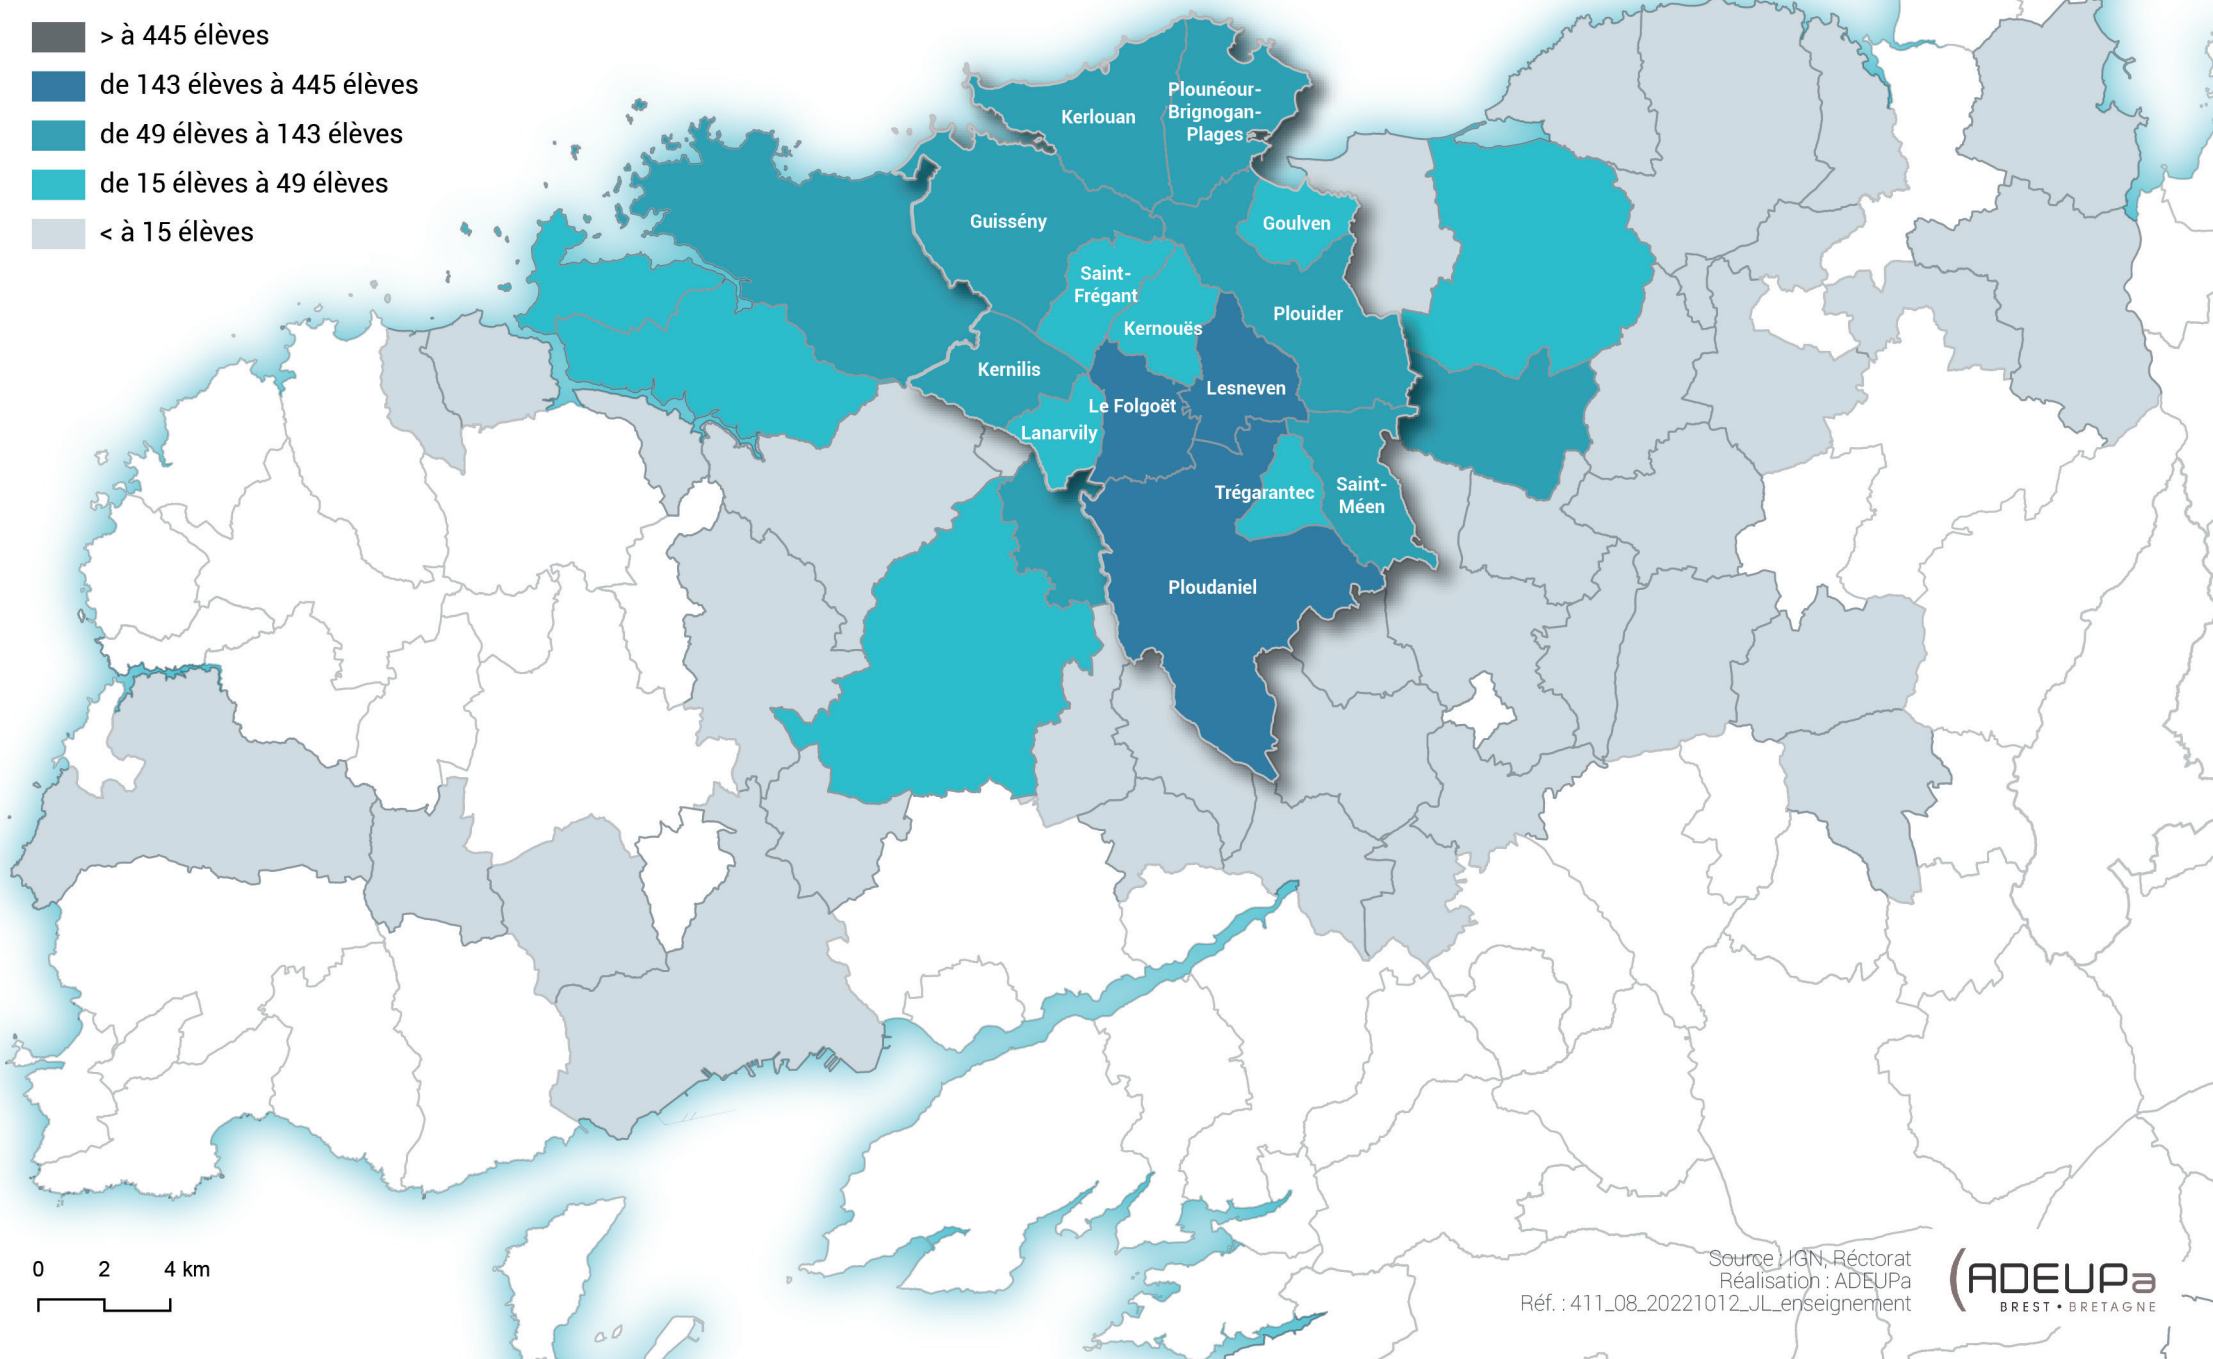 > à 445 élèves
de 143 élèves à 445 élèves
de 49 élèves à 143 élèves
de 15 élèves à 49 élèves
< à 15 élèves
Kerlouan
Plounéour-
Brignogan-
Plages
Guissény
Goulven
Saint-
Frégant
Kernouës
Plouider
Kernilis
Lesneven
Le Folgoët
Lanarvily
Trégarantec
Saint-
Méen
Ploudaniel
0 2 4 km
Source : IGN, Réctorat
Réalisation : ADEUPa
Réf. : 411_08_20221012_JL_enseignement
ADEUPa
BREST • BRETAGNE